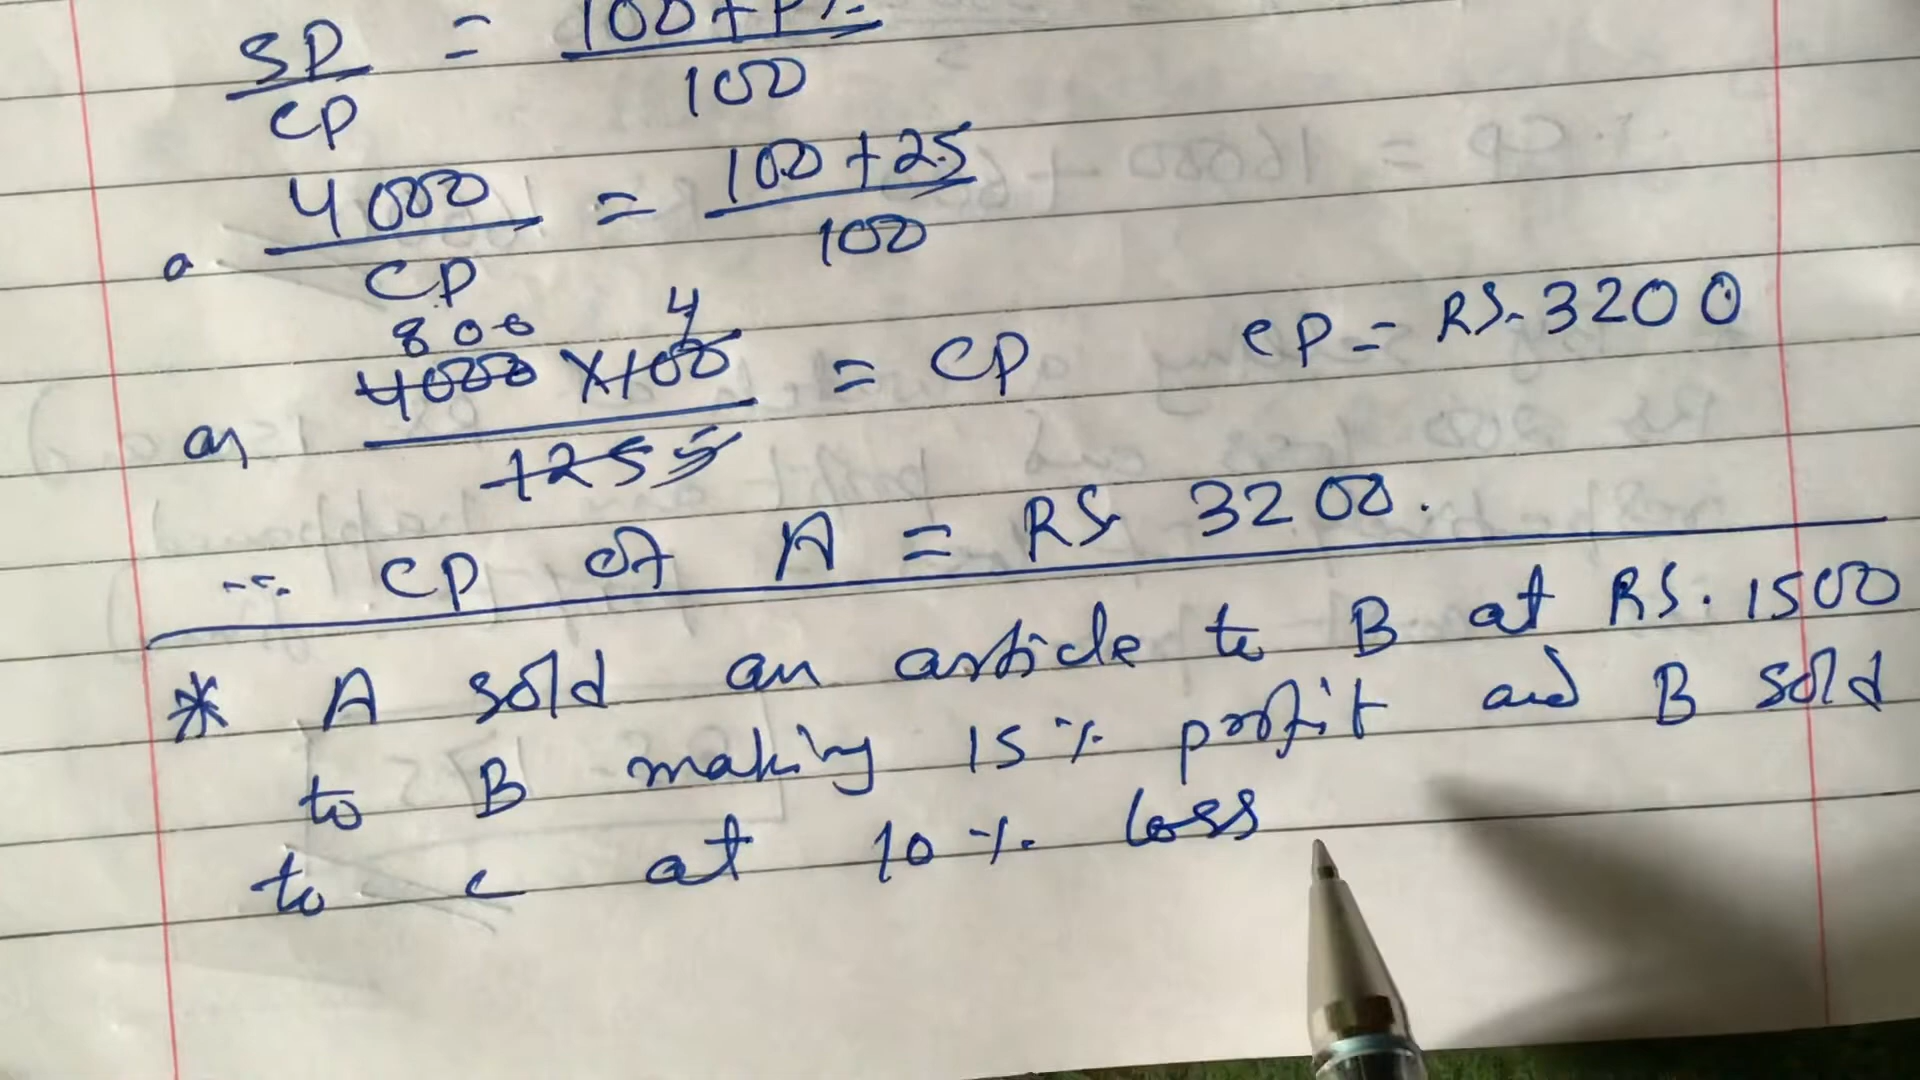 SP/CP = 100+P%/100
4000/CP = 100+25/100
800 4
or 4000 X100/125 5 = CP CP = RS. 3200
∴ CP of A = RS 3200.
* A sold an article to B at RS. 1500
to B making 15% profit and B sold
to C at 10% loss